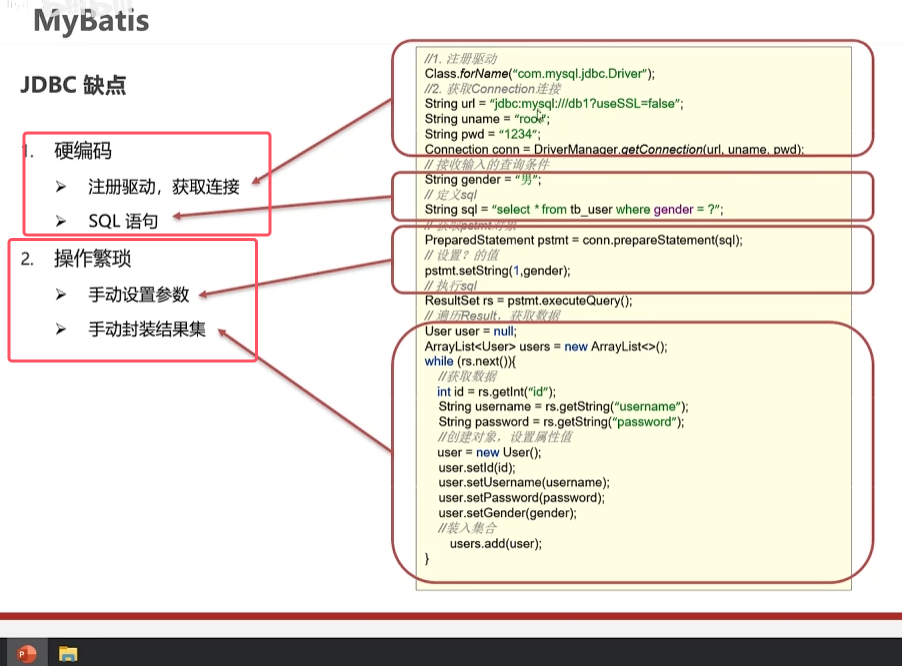 MyBatis
JDBC 缺点
1. 硬编码
➢ 注册驱动，获取连接
➢ SQL 语句
2. 操作繁琐
➢ 手动设置参数
➢ 手动封装结果集
//1. 注册驱动
Class.forName(“com.mysql.jdbc.Driver”);
//2. 获取Connection连接
String url = “jdbc:mysql:///db1?useSSL=false”;
String uname = “root”;
String pwd = “1234”;
Connection conn = DriverManager.getConnection(url, uname, pwd);
// 接收输入的查询条件
String gender = “男”;
// 定义sql
String sql = “select * from tb_user where gender = ?”;
// 获取pstmt对象
PreparedStatement pstmt = conn.prepareStatement(sql);
// 设置？的值
pstmt.setString(1,gender);
// 执行sql
ResultSet rs = pstmt.executeQuery();
// 遍历Result，获取数据
User user = null;
ArrayList<User> users = new ArrayList<>();
while (rs.next()){
//获取数据
int id = rs.getInt(“id”);
String username = rs.getString(“username”);
String password = rs.getString(“password”);
//创建对象，设置属性值
user = new User();
user.setId(id);
user.setUsername(username);
user.setPassword(password);
user.setGender(gender);
//装入集合
users.add(user);
}
P